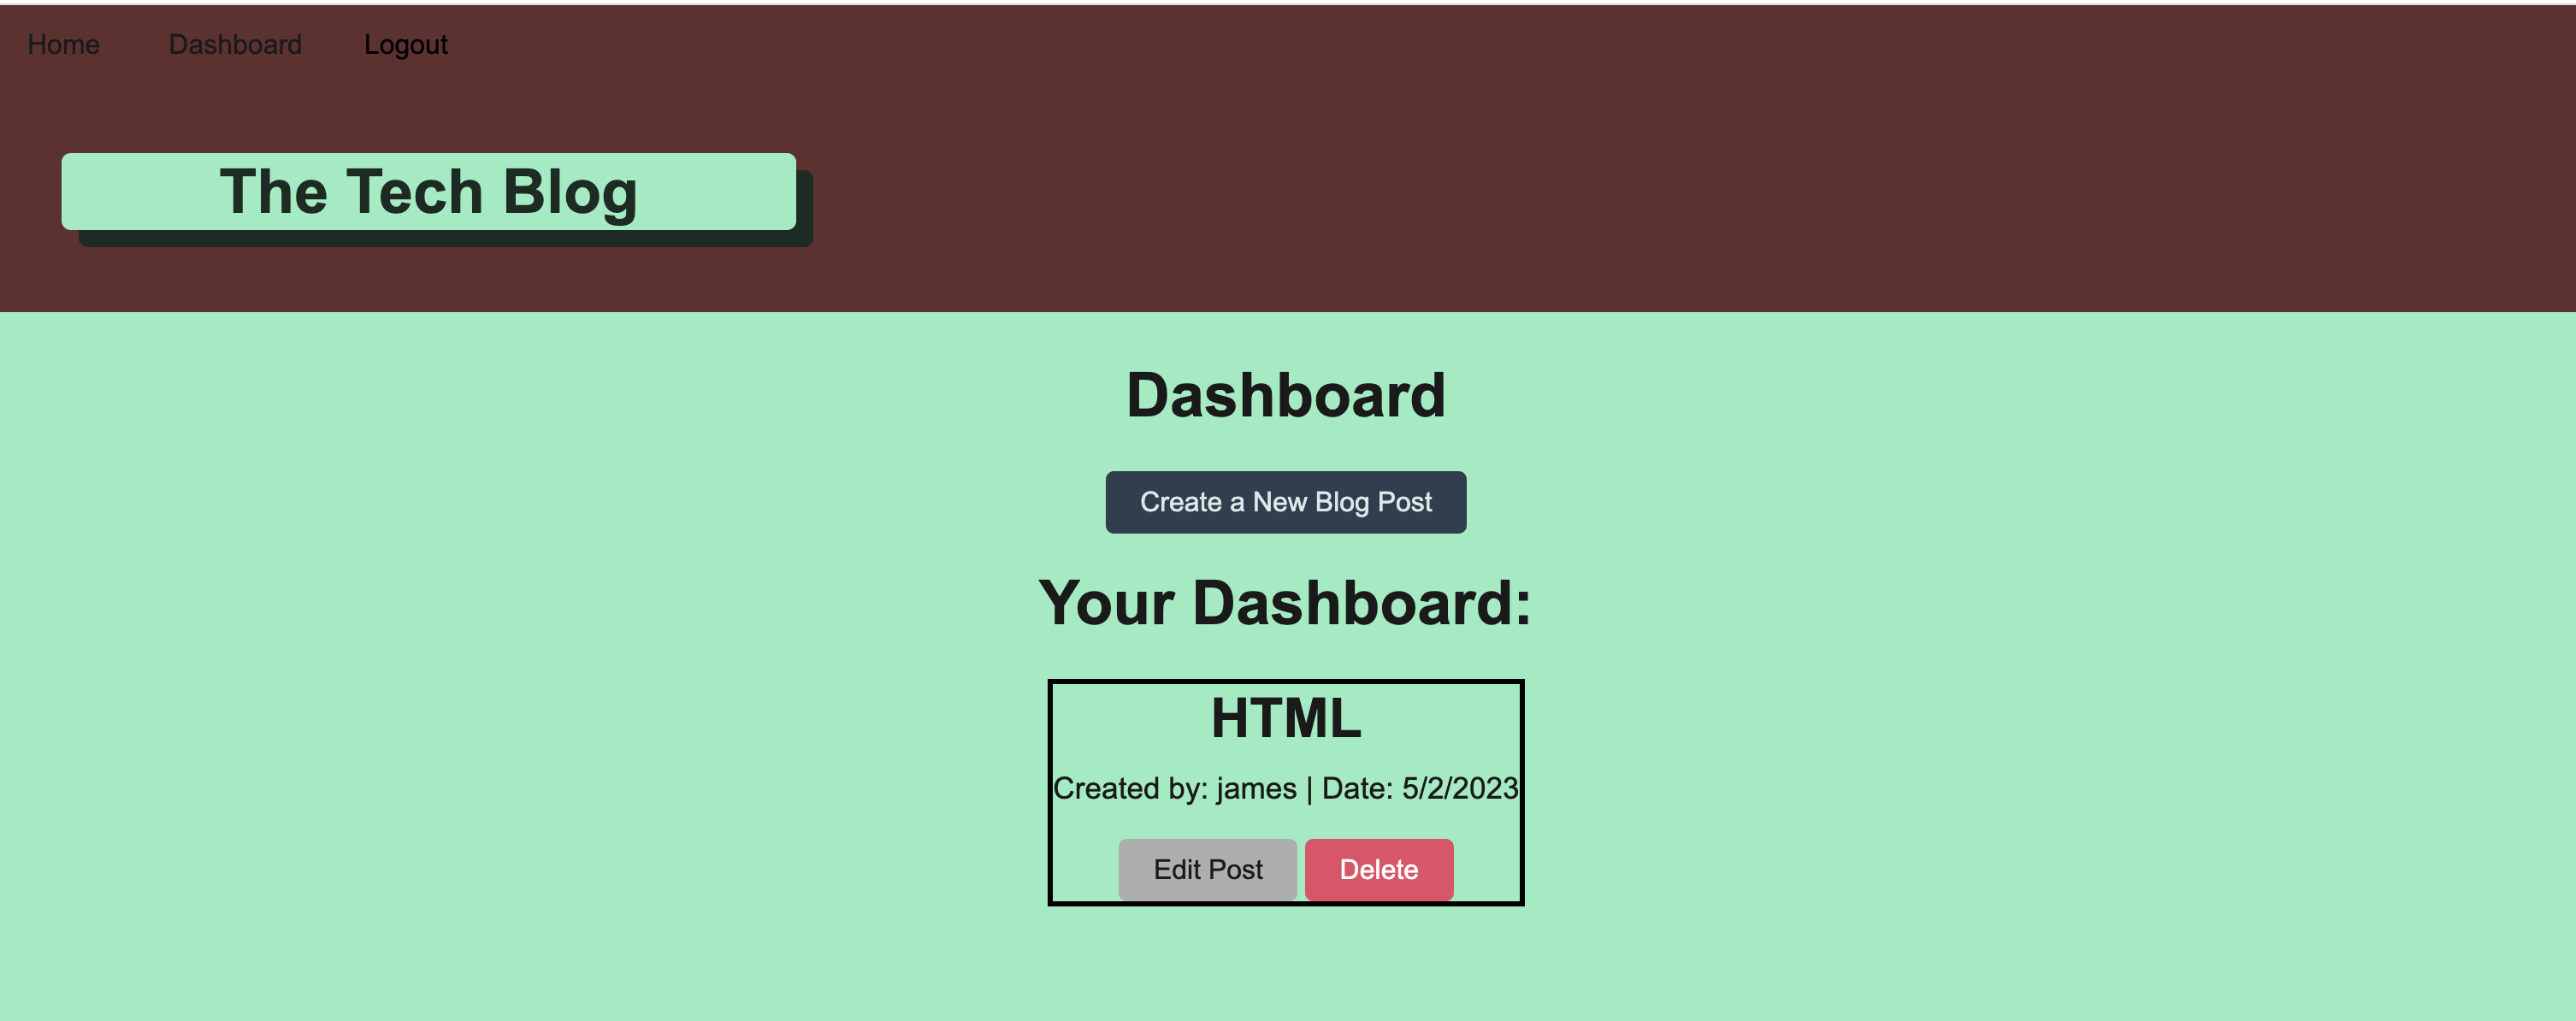 Home Dashboard Logout
The Tech Blog
Dashboard
Create a New Blog Post
Your Dashboard:
HTML
Created by: james | Date: 5/2/2023
Edit Post Delete